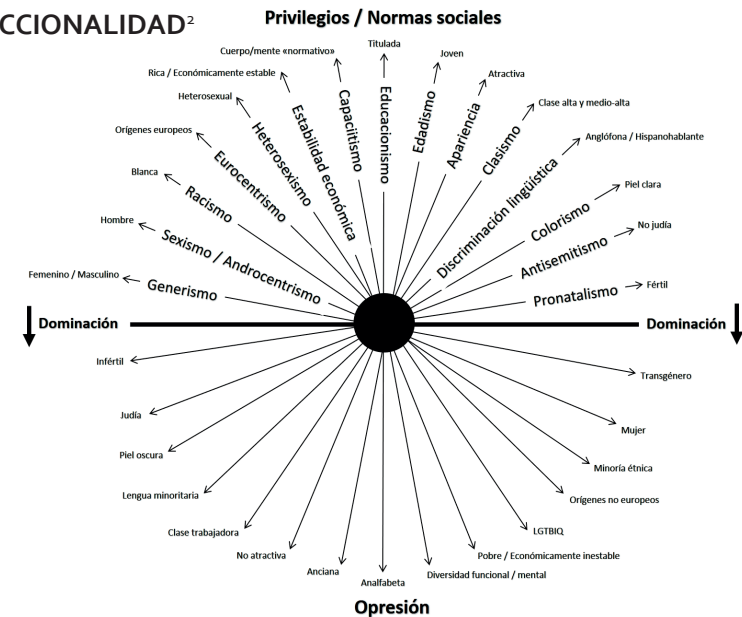 CCIONALIDAD²
Privilegios / Normas sociales
Titulada
Cuerpo/mente «normativo»
Joven
Rica / Económicamente estable
Atractiva
Heterosexual
Clase alta y medio-alta
Orígenes europeos
Anglófona / Hispanohablante
Blanca
Piel clara
Hombre
No judía
Femenino / Masculino
Fértil
Generismo
Sexismo / Androcentrismo
Racismo
Eurocentrismo
Heterosexismo
Estabilidad económica
Capaciitismo
Educacionismo
Edadismo
Apariencia
Clasismo
Discriminación lingüística
Colorismo
Antisemitismo
Pronatalismo
Dominación
Dominación
Infértil
Transgénero
Judía
Mujer
Piel oscura
Minoría étnica
Lengua minoritaria
Orígenes no europeos
Clase trabajadora
LGTBIQ
No atractiva
Pobre / Económicamente inestable
Anciana
Diversidad funcional / mental
Analfabeta
Opresión